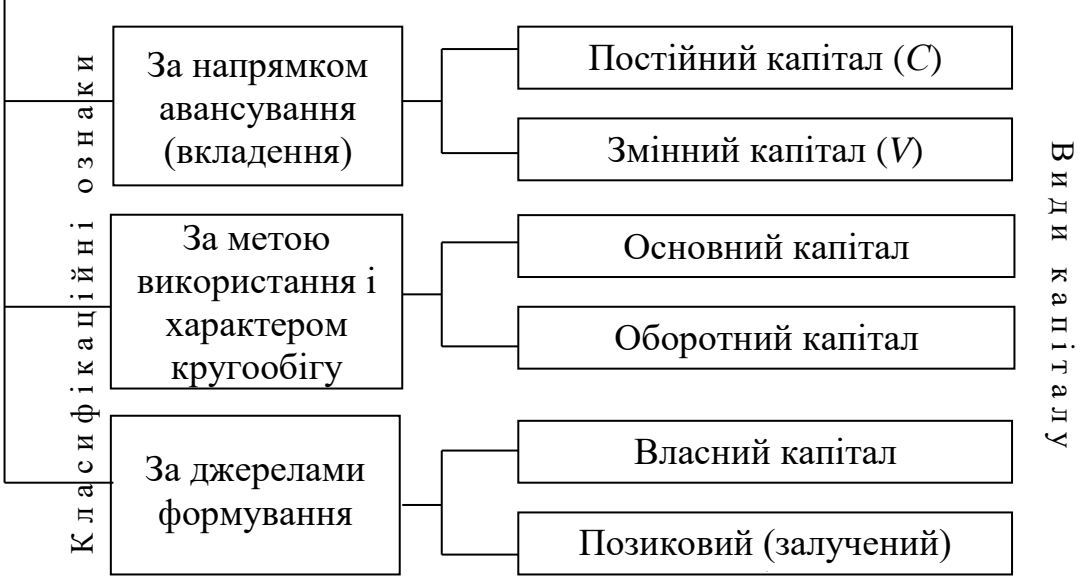 Класифікаційні ознаки
За напрямком
авансування
(вкладення)
Постійний капітал (C)
Змінний капітал (V)
За метою
використання і
характером
кругообігу
Основний капітал
Оборотний капітал
За джерелами
формування
Власний капітал
Позиковий (залучений)
Види капіталу